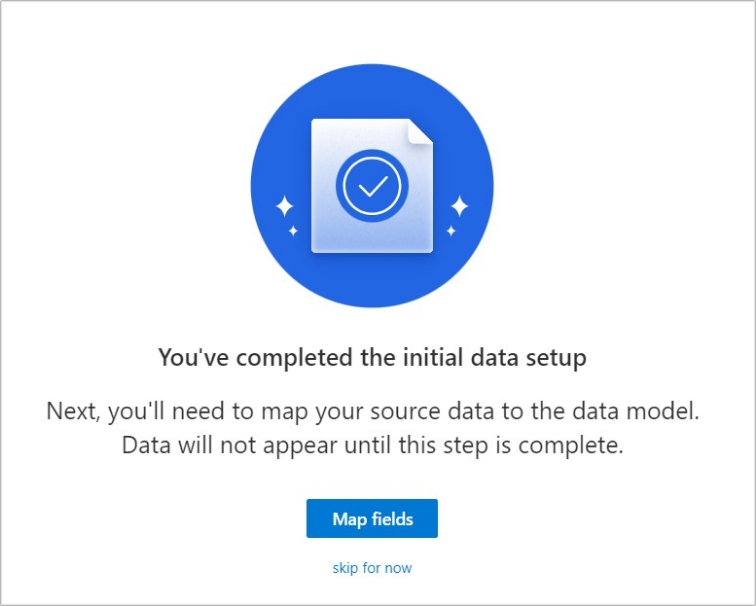 You've completed the initial data setup
Next, you'll need to map your source data to the data model.
Data will not appear until this step is complete.
Map fields
skip for now